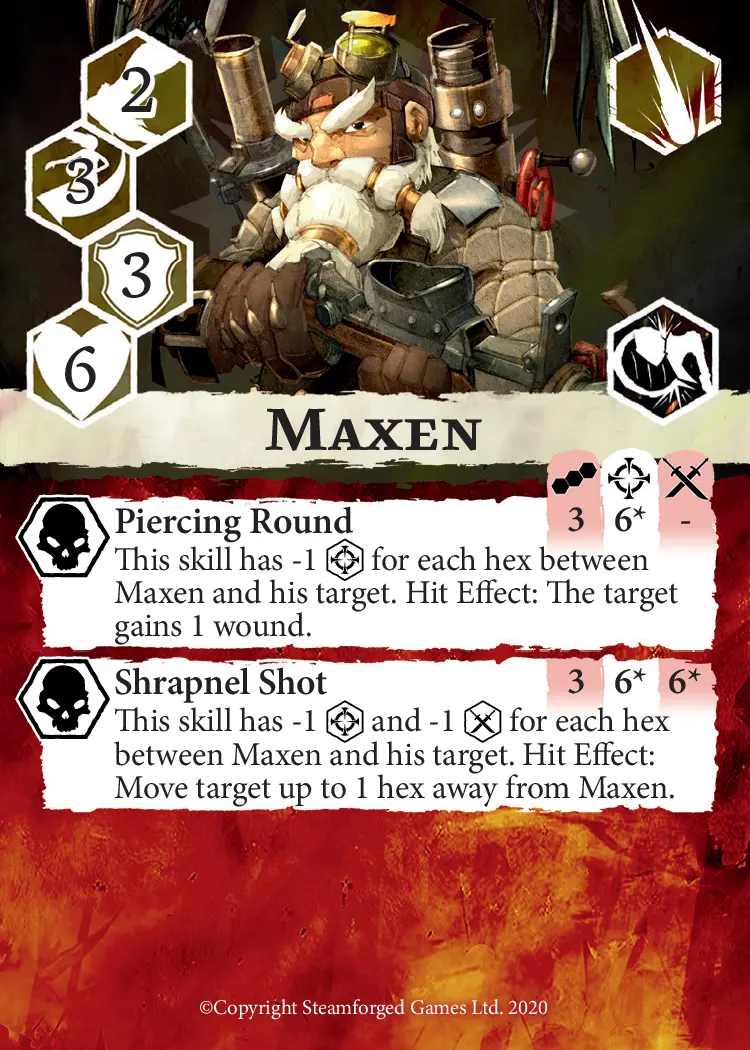 2
3
3
6
Maxen
Piercing Round 3 6* -
This skill has -1 for each hex between
Maxen and his target. Hit Effect: The target
gains 1 wound.
Shrapnel Shot 3 6* 6*
This skill has -1 and -1 for each hex
between Maxen and his target. Hit Effect:
Move target up to 1 hex away from Maxen.
©Copyright Steamforged Games Ltd. 2020